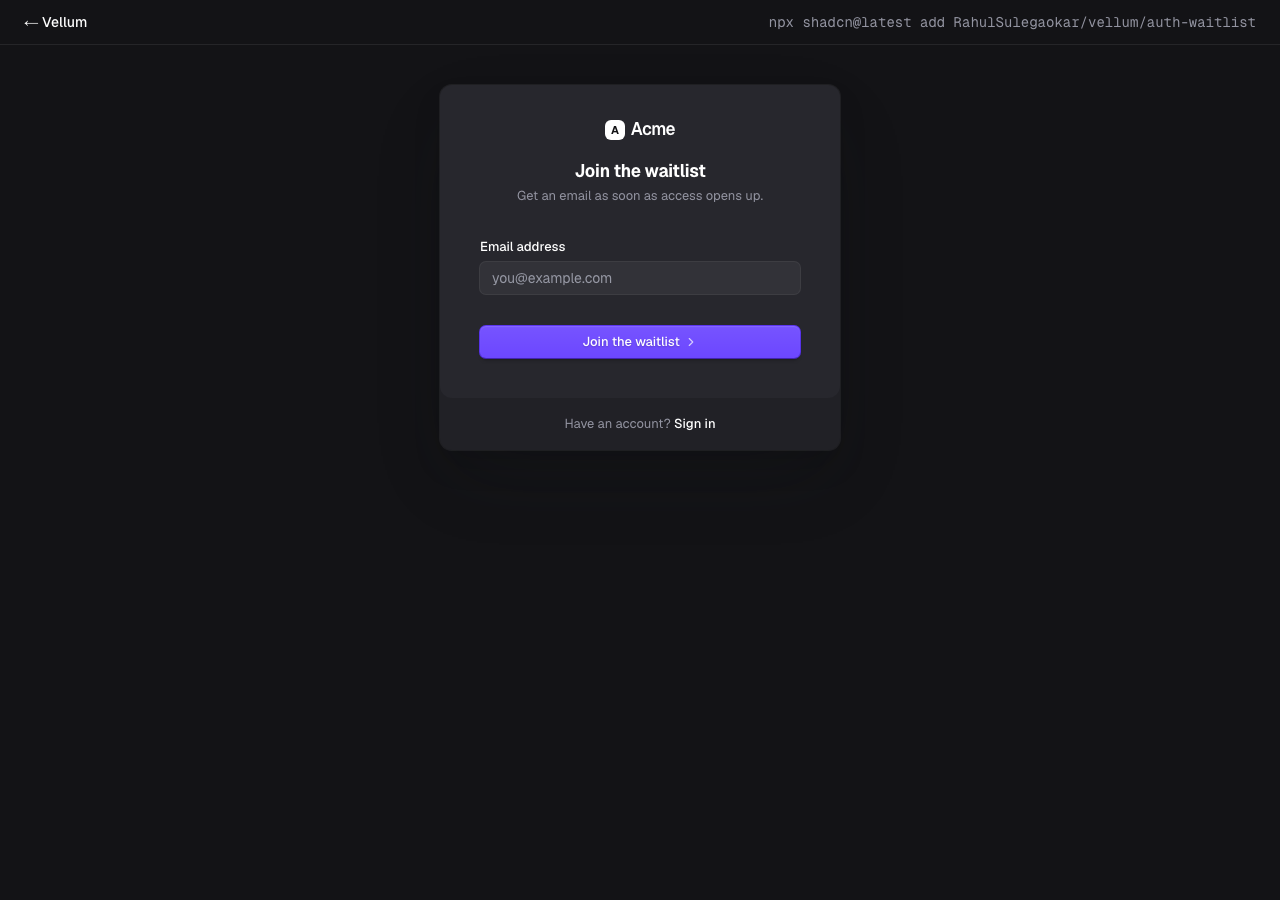 ← Vellum
npx shadcn@latest add RahulSulegaokar/vellum/auth-waitlist
A Acme
Join the waitlist
Get an email as soon as access opens up.
Email address
you@example.com
Join the waitlist
Have an account? Sign in